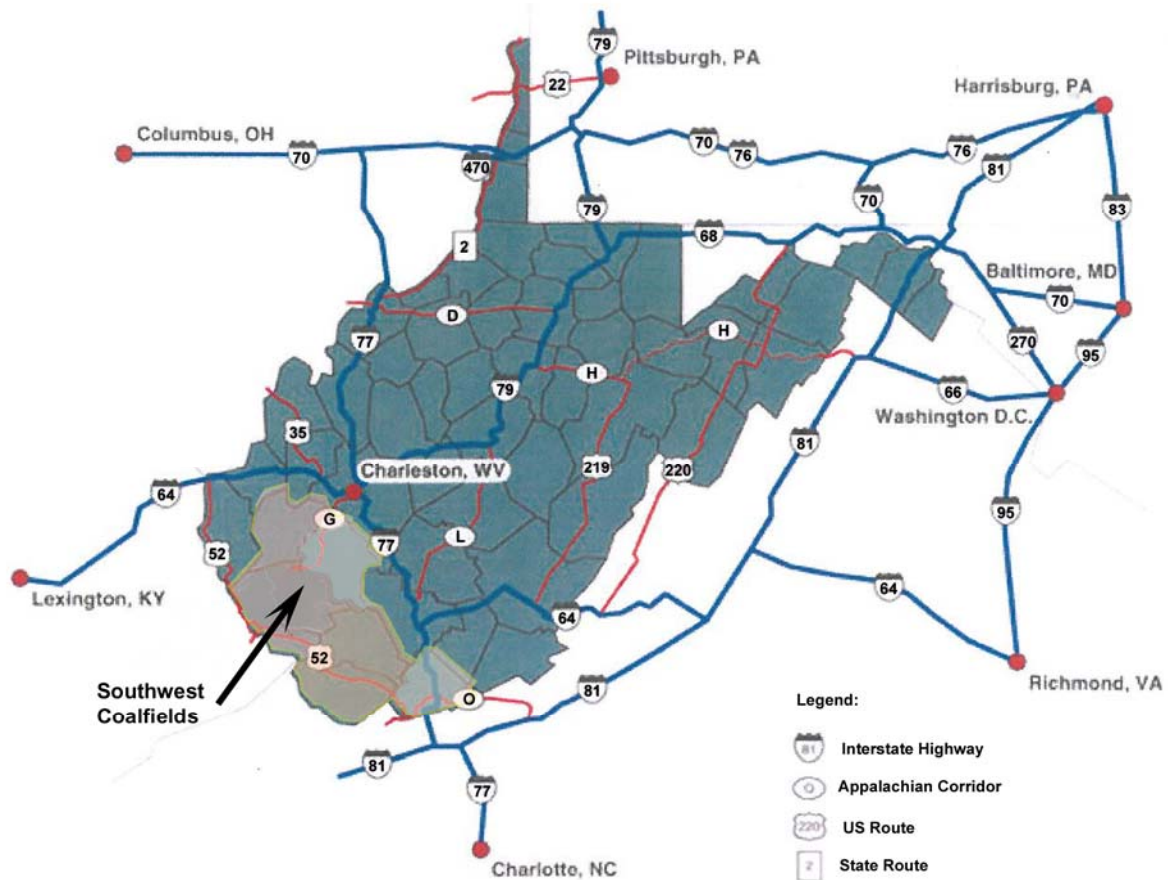 79
Pittsburgh, PA
22
Harrisburg, PA
Columbus, OH
70
470
70
76
76
81
70
83
79
2
68
Baltimore, MD
70
D
77
H
270
95
H
79
66
Washington D.C.
35
81
Charleston, WV
219
220
64
95
G
52
77
L
Lexington, KY
64
64
52
Southwest
Coalfields
Richmond, VA
O
81
Legend:
81
Interstate Highway
81
77
Appalachian Corridor
220
US Route
Charlotte, NC
2
State Route